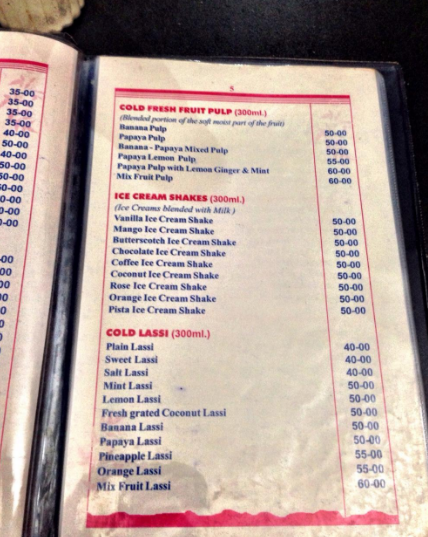 35-00
35-00
35-00
35-00
40-00
50-00
40-00
5
COLD FRESH FRUIT PULP (300ml.)
(Blended portion of the soft moist part of the fruit)
Banana Pulp 50-00
Papaya Pulp 50-00
Banana - Papaya Mixed Pulp 50-00
Papaya Lemon Pulp 55-00
Papaya Pulp with Lemon Ginger & Mint 60-00
Mix Fruit Pulp 60-00
ICE CREAM SHAKES (300ml.)
(Ice Creams blended with Milk)
Vanilla Ice Cream Shake 50-00
Mango Ice Cream Shake 50-00
Butterscotch Ice Cream Shake 50-00
Chocolate Ice Cream Shake 50-00
Coffee Ice Cream Shake 50-00
Coconut Ice Cream Shake 50-00
Rose Ice Cream Shake 50-00
Orange Ice Cream Shake 50-00
Pista Ice Cream Shake 50-00
COLD LASSI (300ml.)
Plain Lassi 40-00
Sweet Lassi 40-00
Salt Lassi 40-00
Mint Lassi 50-00
Lemon Lassi 50-00
Fresh grated Coconut Lassi 50-00
Banana Lassi 50-00
Papaya Lassi 50-00
Pineapple Lassi 55-00
Orange Lassi 55-00
Mix Fruit Lassi 60-00